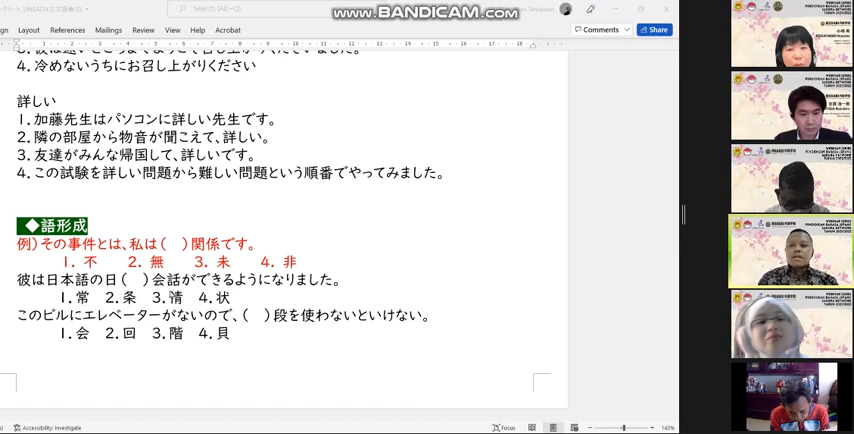 www.BANDICAM.com
Search (Alt+Q)
Layout References Mailings Review View Help Acrobat
Comments Share
4. 冷めないうちにお召し上がりください
詳しい
1. 加藤先生はパソコンに詳しい先生です。
2. 隣の部屋から物音が聞こえて、詳しい。
3. 友達がみんな帰国して、詳しいです。
4. この試験を詳しい問題から難しい問題という順番でやってみました。
◆語形成
例）その事件とは、私は（　）関係です。
1. 不 2. 無 3. 未 4. 非
彼は日本語の日（　）会話ができるようになりました。
1. 常 2. 条 3. 情 4. 状
このビルにエレベーターがないので、（　）段を使わないといけない。
1. 会 2. 回 3. 階 4. 貝
Accessibility: Investigate
Focus
140%